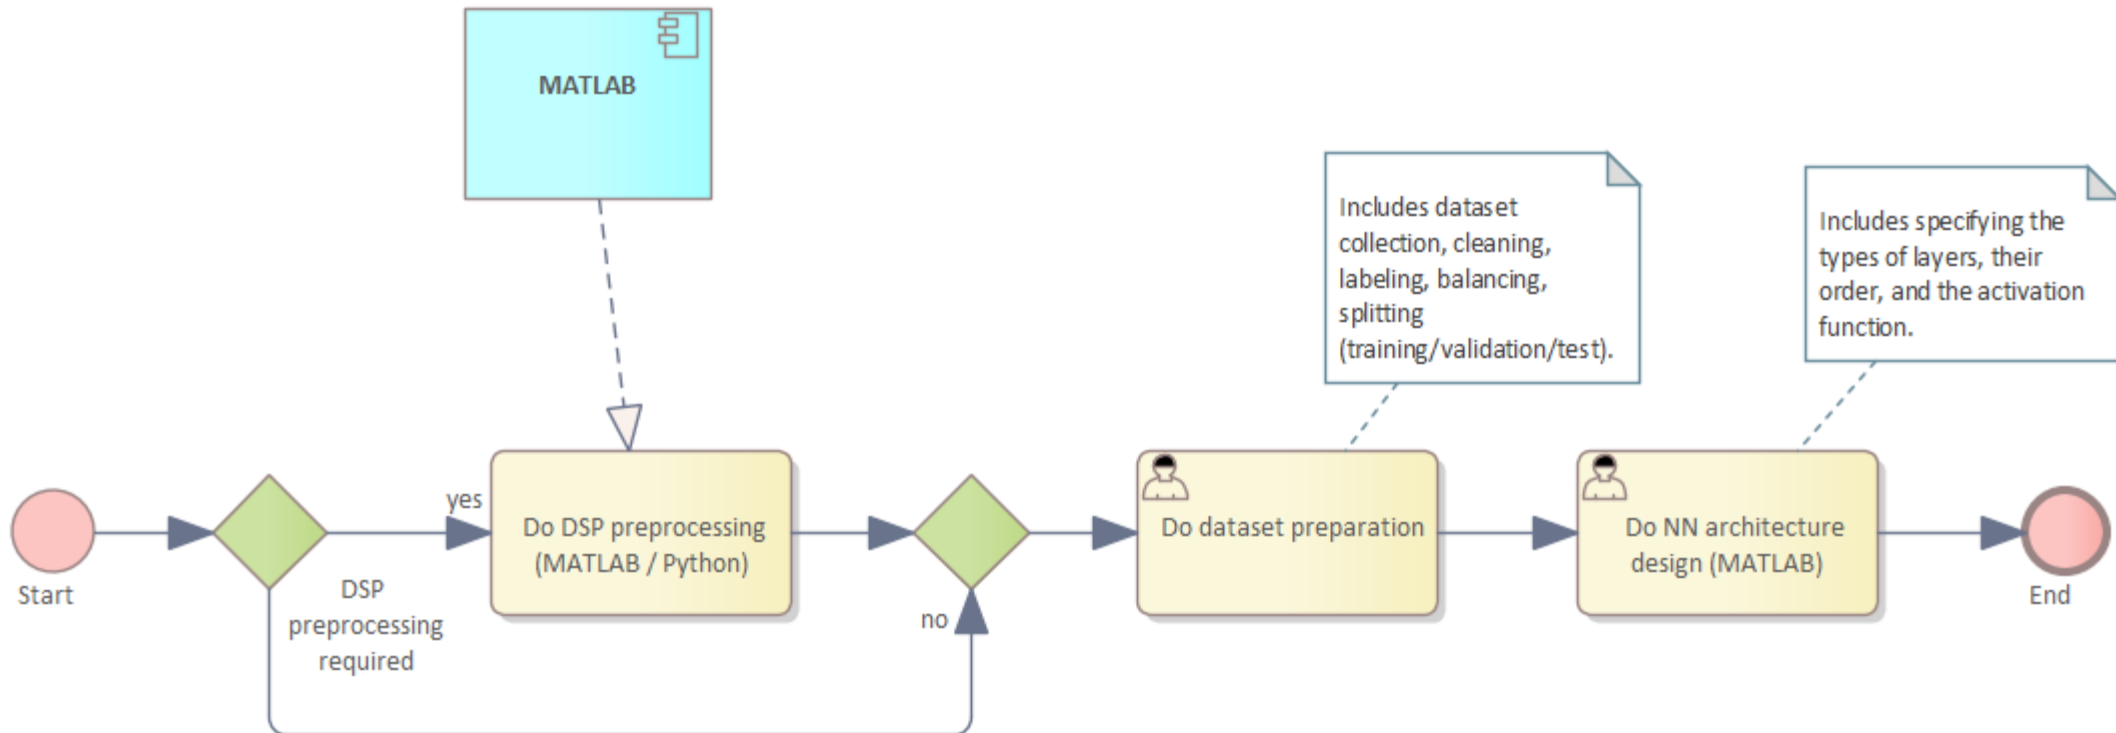 MATLAB
Includes dataset
collection, cleaning,
labeling, balancing,
splitting
(training/validation/test).
Includes specifying the
types of layers, their
order, and the activation
function.
Start
yes
DSP
preprocessing
required
Do DSP preprocessing
(MATLAB / Python)
no
Do dataset preparation
Do NN architecture
design (MATLAB)
End